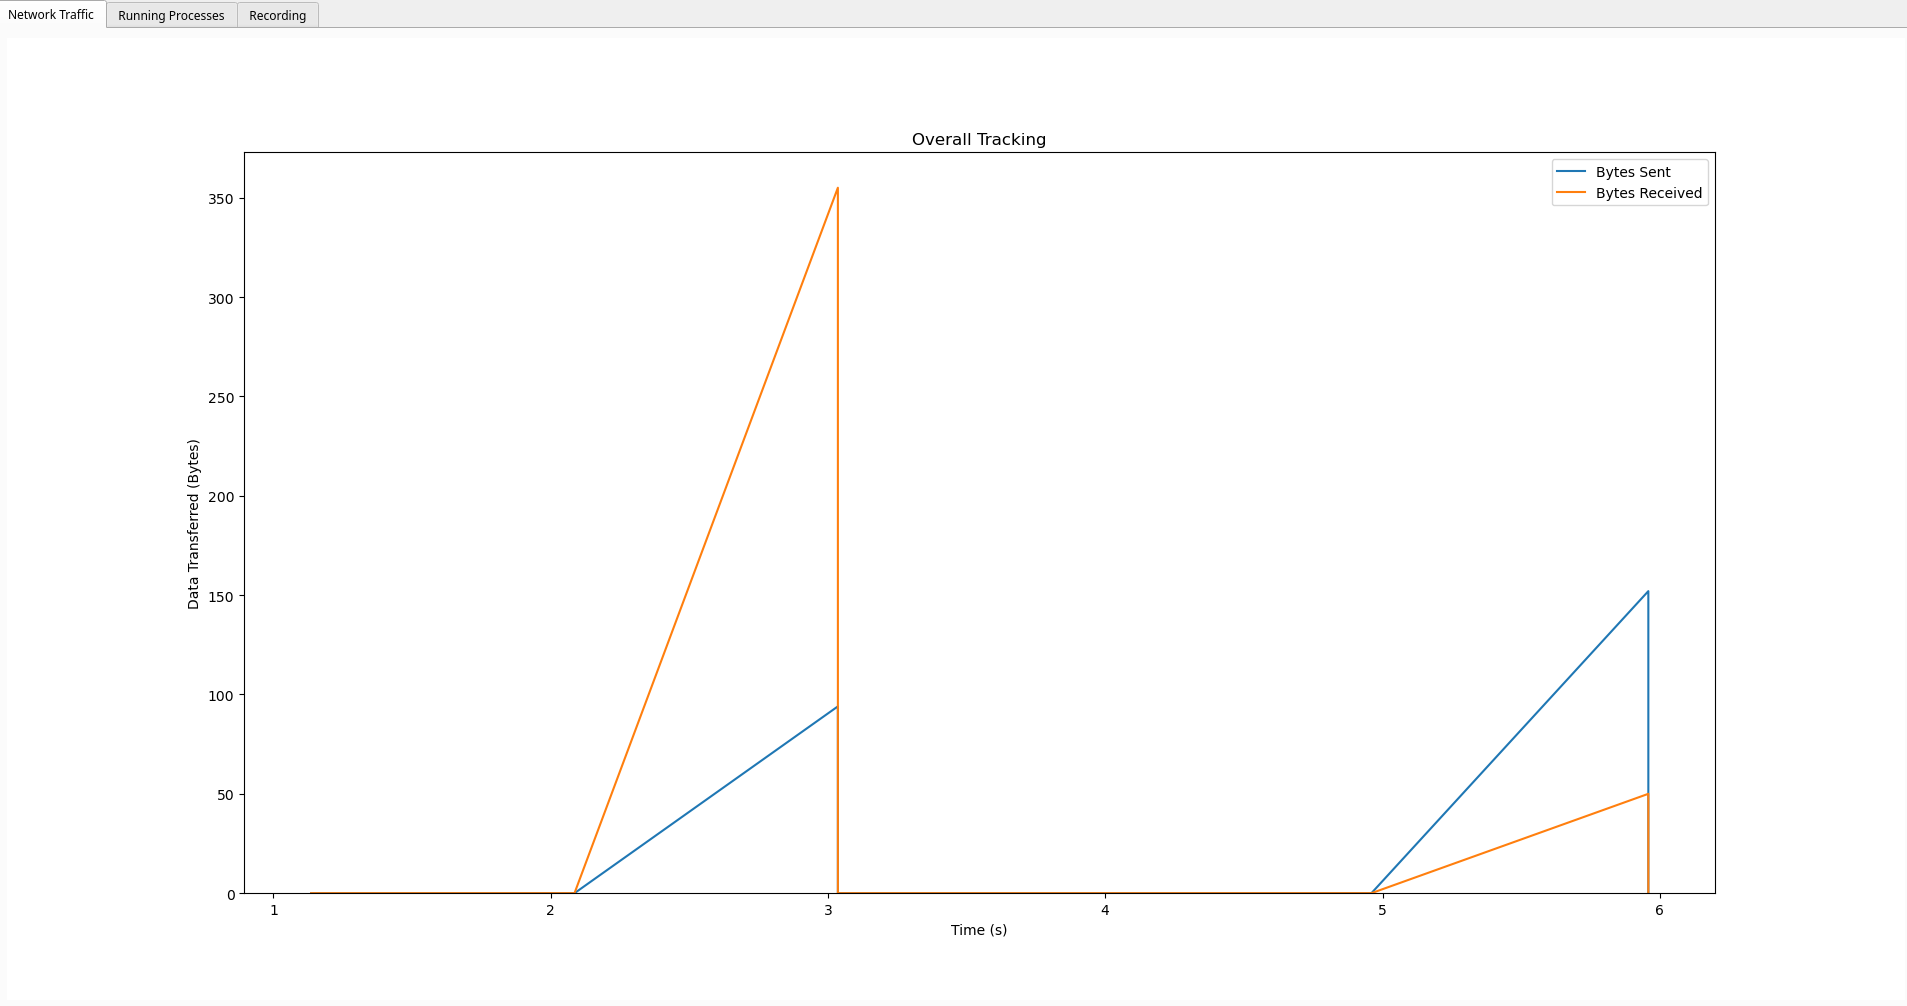 Network Traffic Running Processes Recording
Overall Tracking
Bytes Sent
Bytes Received
Data Transferred (Bytes)
350
300
250
200
150
100
50
0
1 2 3 4 5 6
Time (s)